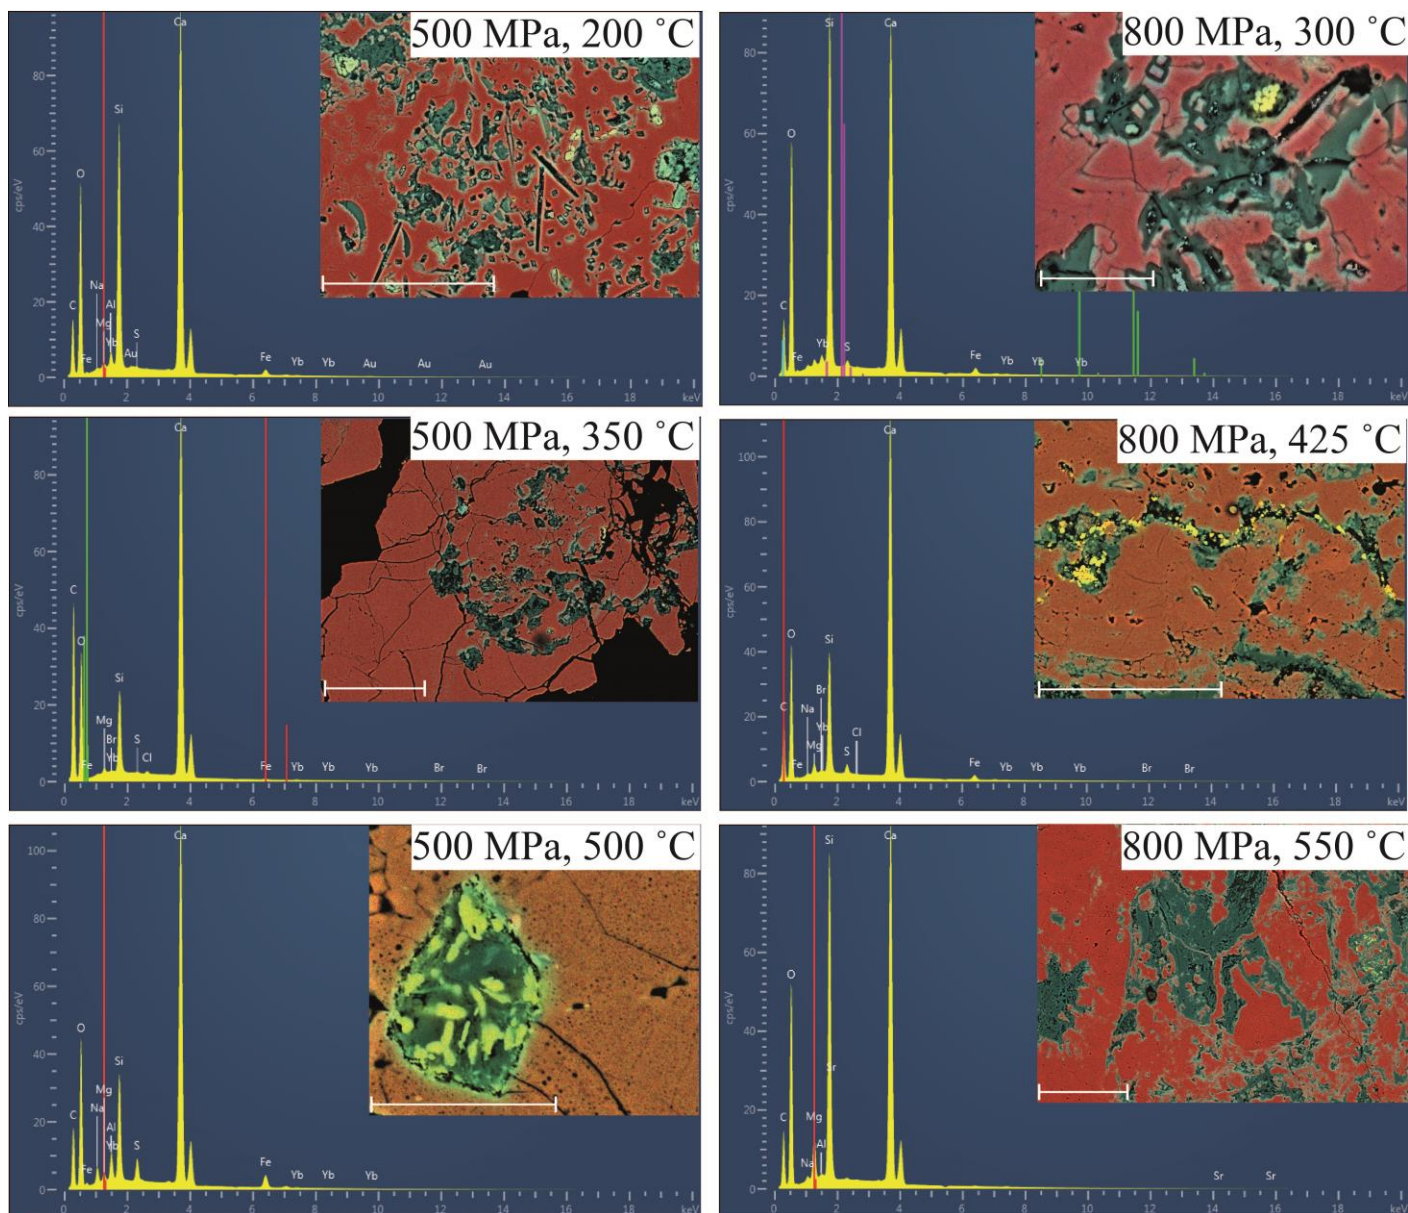 500 MPa, 200 ˚C
cps/eV
80
60
40
20
0
Ca
Si
O
C
Na
Al
Mg
Yb
Fe
Au
S
Fe
Yb
Yb
Au
Au
Au
0 2 4 6 8 10 12 14 16 18 keV
800 MPa, 300 ˚C
cps/eV
80
60
40
20
0
Si
Ca
O
C
Fe
Yb
S
Fe
Yb
Yb
Yb
0 2 4 6 8 10 12 14 16 18 keV
500 MPa, 350 ˚C
cps/eV
80
60
40
20
0
Ca
C
Si
Mg
Br
Yb
Fe
S
Cl
Fe
Yb
Yb
Yb
Br
Br
0 2 4 6 8 10 12 14 16 18 keV
800 MPa, 425 ˚C
cps/eV
100
80
60
40
20
0
Ca
O
Si
C
Na
Br
Yb
Mg
Fe
S
Cl
Fe
Yb
Yb
Yb
Br
Br
0 2 4 6 8 10 12 14 16 18 keV
500 MPa, 500 ˚C
cps/eV
100
80
60
40
20
0
Ca
O
Si
Mg
C
Na
Al
Yb
Fe
S
Fe
Yb
Yb
Yb
0 2 4 6 8 10 12 14 16 18 keV
800 MPa, 550 ˚C
cps/eV
80
60
40
20
0
Si
Ca
O
Sr
C
Mg
Al
Na
Sr
Sr
0 2 4 6 8 10 12 14 16 18 keV